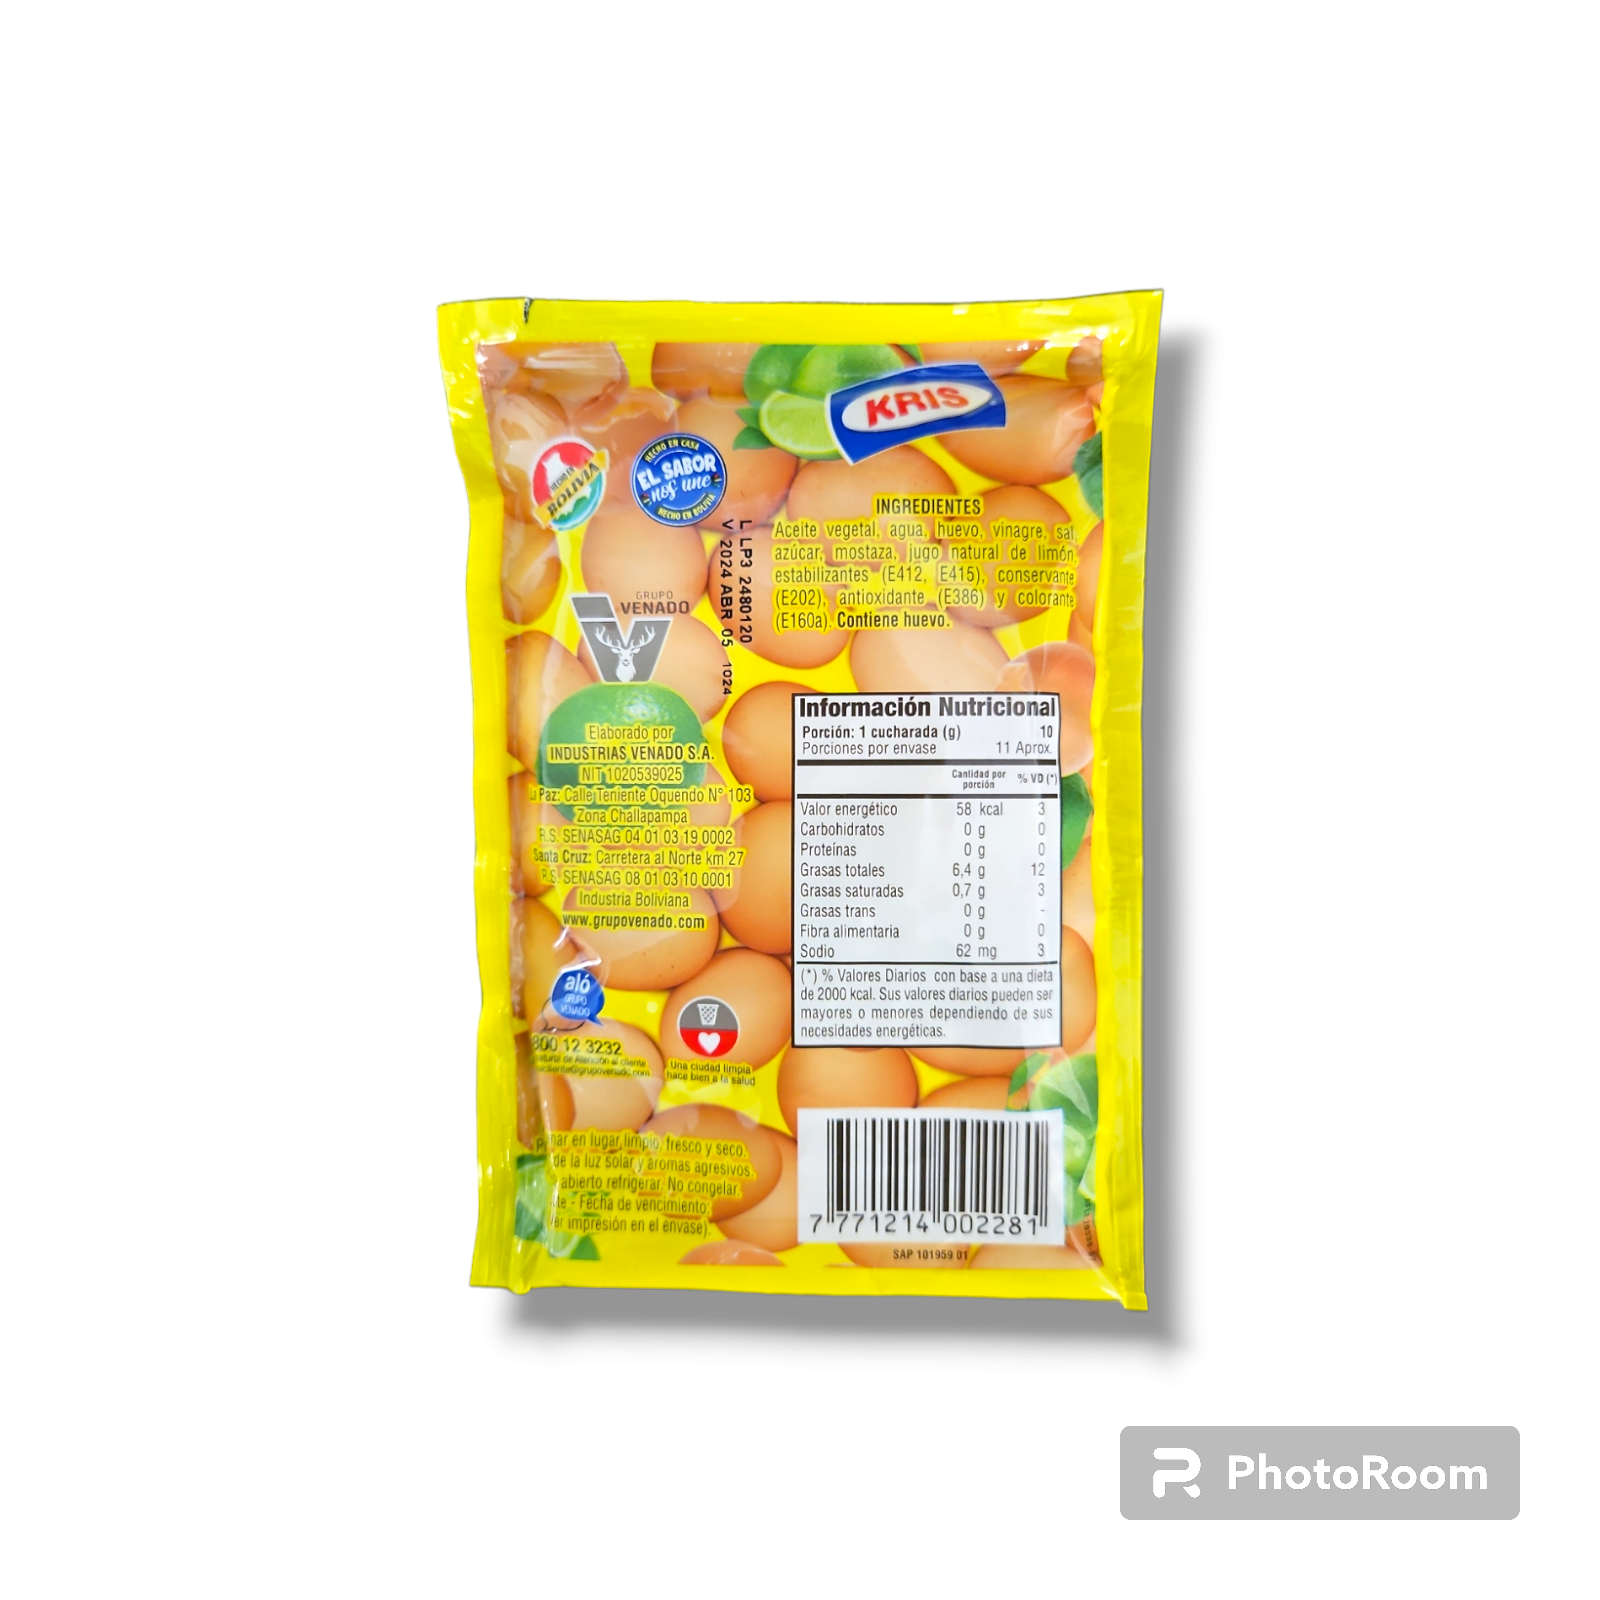 KRIS
HECHO EN
BOLIVIA
HECHO EN CASA
EL SABOR
nos une
HECHO EN BOLIVIA
L LP3 2480120
V 2024 ABR 05 1024
INGREDIENTES
Aceite vegetal, agua, huevo, vinagre, sal,
azúcar, mostaza, jugo natural de limón,
estabilizantes (E412, E415), conservante
(E202), antioxidante (E386) y colorante
(E160a). Contiene huevo.
GRUPO
VENADO
Elaborado por
INDUSTRIAS VENADO S.A.
NIT 1020539025
Paz: Calle Teniente Oquendo N° 103
Zona Challapampa
R.S. SENASAG 04 01 03 19 0002
Santa Cruz: Carretera al Norte km 27
R.S. SENASAG 08 01 03 10 0001
Industria Boliviana
www.grupovenado.com
Información Nutricional
Porción: 1 cucharada (g) 10
Porciones por envase 11 Aprox.
Cantidad por porción % VD (*)
Valor energético 58 kcal 3
Carbohidratos 0 g 0
Proteínas 0 g 0
Grasas totales 6,4 g 12
Grasas saturadas 0,7 g 3
Grasas trans 0 g -
Fibra alimentaria 0 g 0
Sodio 62 mg 3
(*) % Valores Diarios con base a una dieta
de 2000 kcal. Sus valores diarios pueden ser
mayores o menores dependiendo de sus
necesidades energéticas.
aló
GRUPO
VENADO
800 12 3232
de Atención al cliente
@grupovenado.com
Una ciudad limpia
hace bien a la salud
en lugar limpio, fresco y seco.
de la luz solar y aromas agresivos.
abierto refrigerar. No congelar.
- Fecha de vencimiento:
impresión en el envase).
7 771214 002281
SAP 101959 01
PhotoRoom